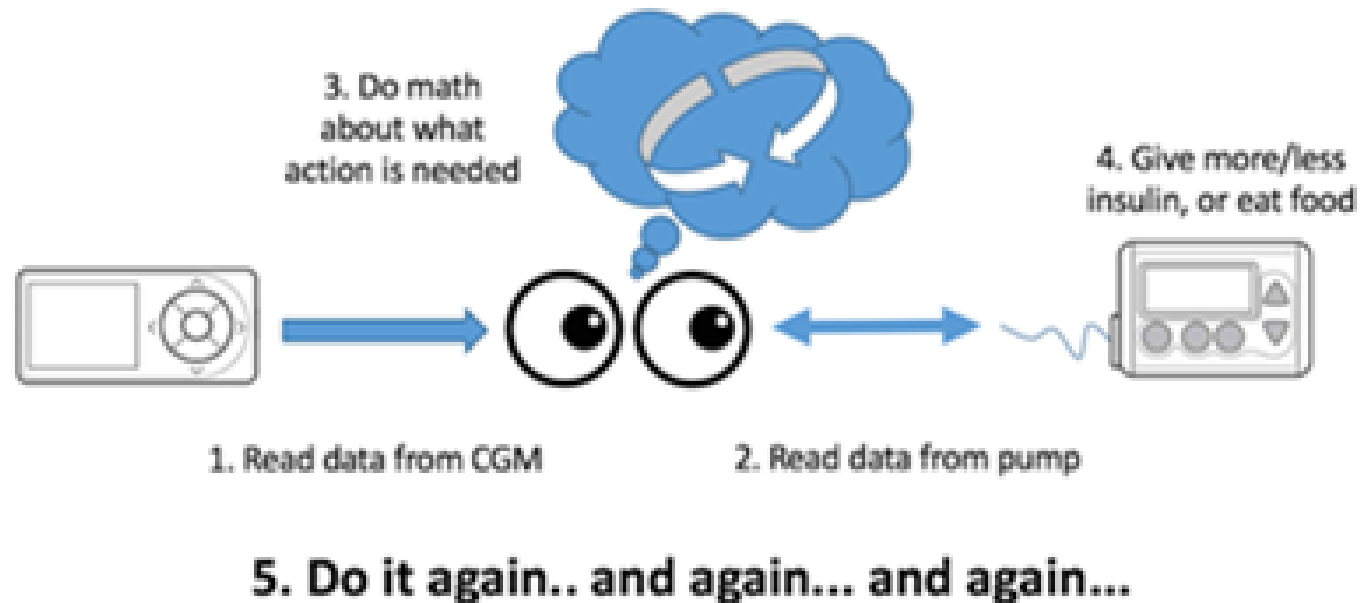 3. Do math
about what
action is needed
4. Give more/less
insulin, or eat food
1. Read data from CGM
2. Read data from pump
5. Do it again.. and again... and again...